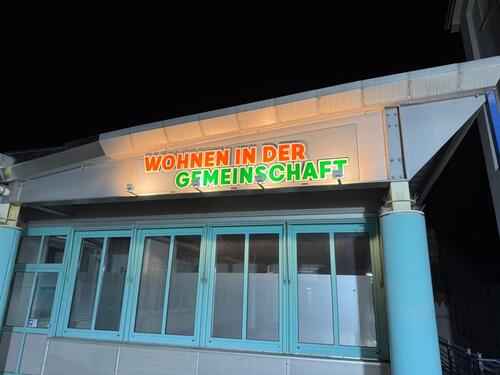 WOHNEN IN DER
GEMEINSCHAFT